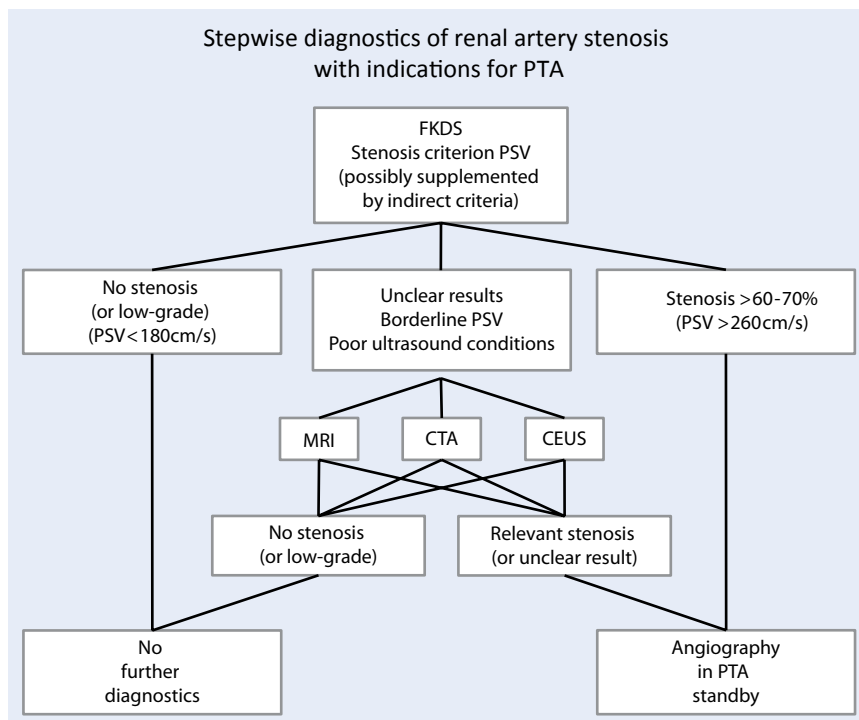 Stepwise diagnostics of renal artery stenosis
with indications for PTA
FKDS
Stenosis criterion PSV
(possibly supplemented
by indirect criteria)
No stenosis
(or low-grade)
(PSV<180cm/s)
Unclear results
Borderline PSV
Poor ultrasound conditions
Stenosis >60-70%
(PSV >260cm/s)
MRI
CTA
CEUS
No stenosis
(or low-grade)
Relevant stenosis
(or unclear result)
No
further
diagnostics
Angiography
in PTA
standby